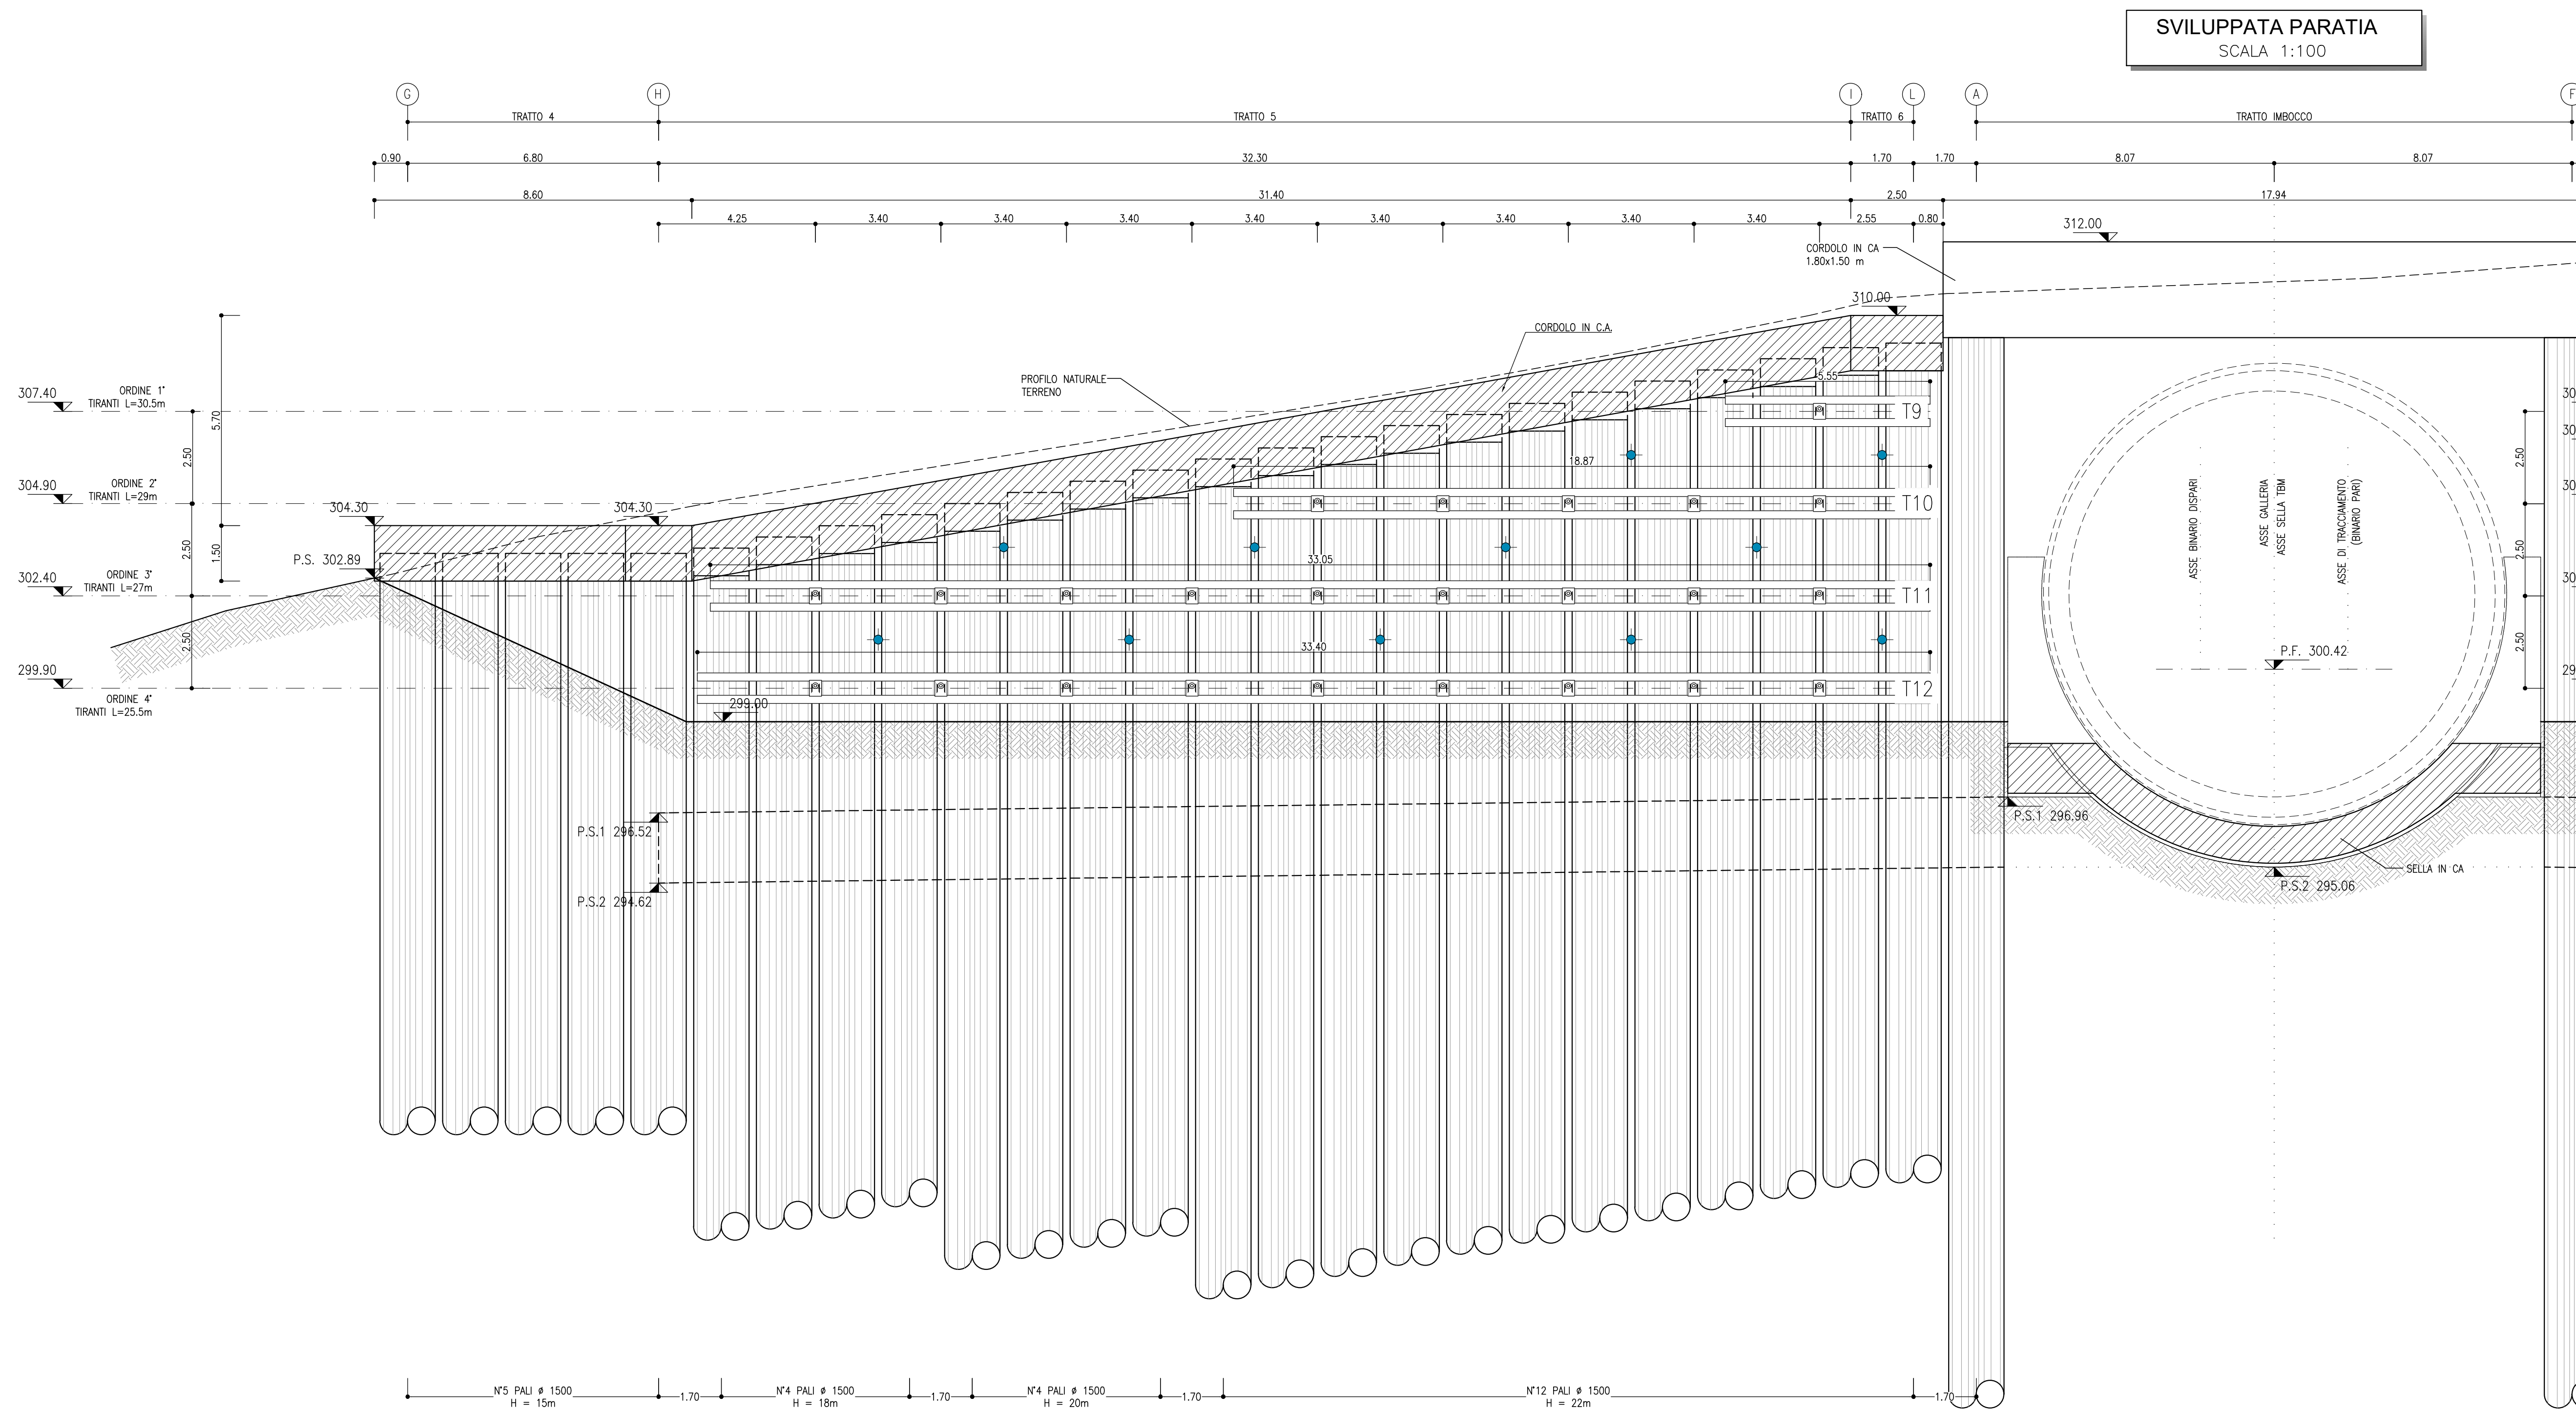 SVILUPPATA PARATIA
SCALA 1:100
G
H
I
L
A
F
TRATTO 4
TRATTO 5
TRATTO 6
TRATTO IMBOCCO
0.90
6.80
32.30
1.70
1.70
8.07
8.07
8.60
31.40
2.50
17.94
4.25
3.40
3.40
3.40
3.40
3.40
3.40
3.40
3.40
2.55
0.80
312.00
CORDOLO IN CA
1.80x1.50 m
310.00
CORDOLO IN C.A.
PROFILO NATURALE
TERRENO
5.55
T9
307.40
ORDINE 1°
TIRANTI L=30.5m
5.70
2.50
18.87
T10
304.90
ORDINE 2°
TIRANTI L=29m
304.30
304.30
2.50
1.50
P.S. 302.89
33.05
T11
302.40
ORDINE 3°
TIRANTI L=27m
2.50
33.40
T12
299.90
ORDINE 4°
TIRANTI L=25.5m
299.00
ASSE BINARIO DISPARI
ASSE GALLERIA
ASSE SELLA TBM
ASSE DI TRACCIAMENTO
(BINARIO PARI)
2.50
2.50
2.50
30
30
30
29
P.F. 300.42
P.S.1 296.52
P.S.2 294.62
P.S.1 296.96
P.S.2 295.06
SELLA IN CA
N°5 PALI ø 1500
H = 15m
1.70
N°4 PALI ø 1500
H = 18m
1.70
N°4 PALI ø 1500
H = 20m
1.70
N°12 PALI ø 1500
H = 22m
1.70